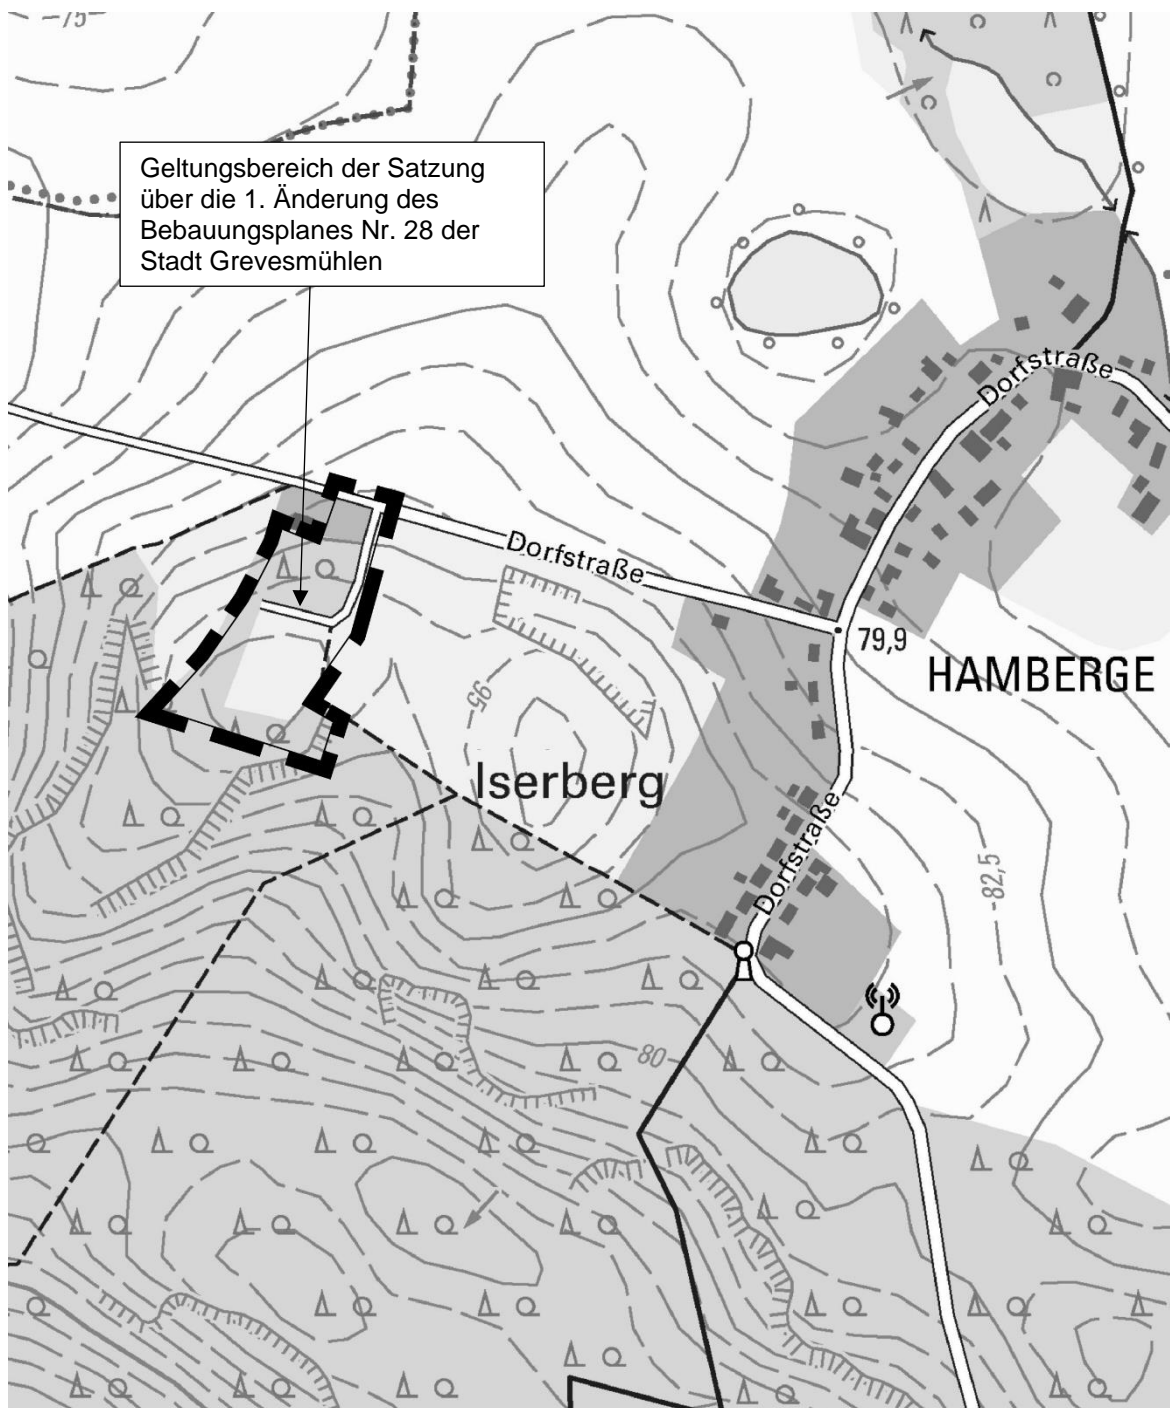 75
Geltungsbereich der Satzung
über die 1. Änderung des
Bebauungsplanes Nr. 28 der
Stadt Grevesmühlen
Dorfstraße
Dorfstraße
79,9
HAMBERGE
95
Iserberg
Dorfstraße
82,5
80